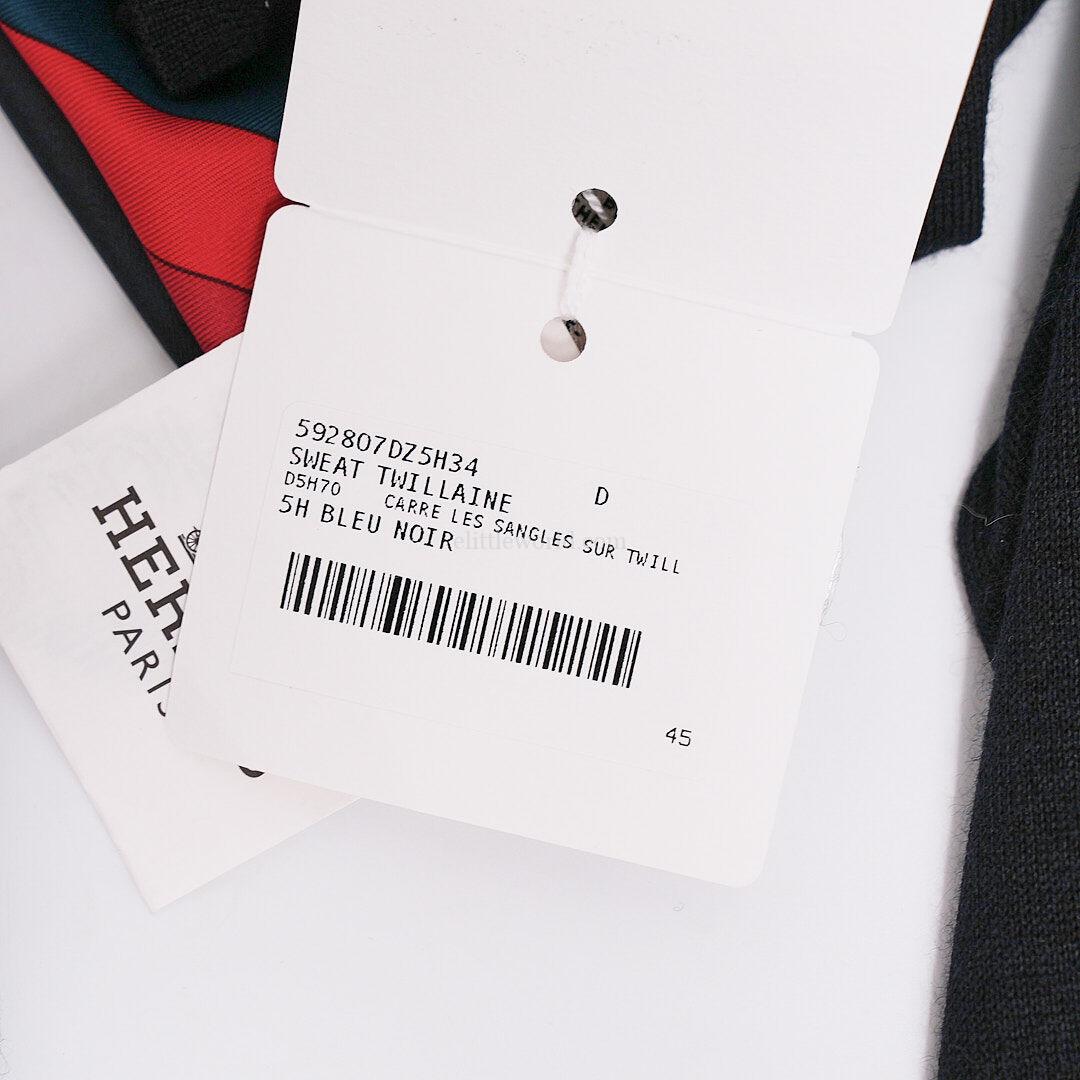 592807DZ5H34
SWEAT TWILLAINE D
D5H70 CARRE LES SANGLES SUR TWILL
5H BLEU NOIR
45
HER
PARIS